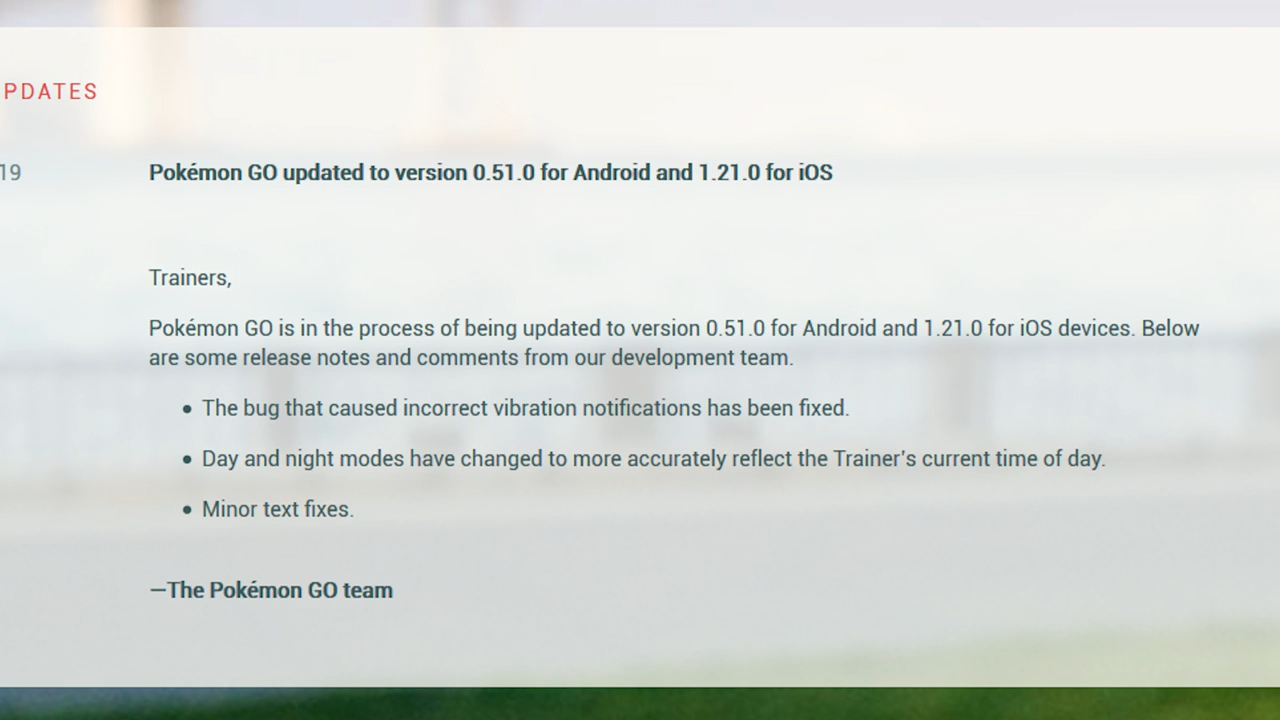 PDATES
19
Pokémon GO updated to version 0.51.0 for Android and 1.21.0 for iOS
Trainers,
Pokémon GO is in the process of being updated to version 0.51.0 for Android and 1.21.0 for iOS devices. Below
are some release notes and comments from our development team.
• The bug that caused incorrect vibration notifications has been fixed.
• Day and night modes have changed to more accurately reflect the Trainer's current time of day.
• Minor text fixes.
—The Pokémon GO team